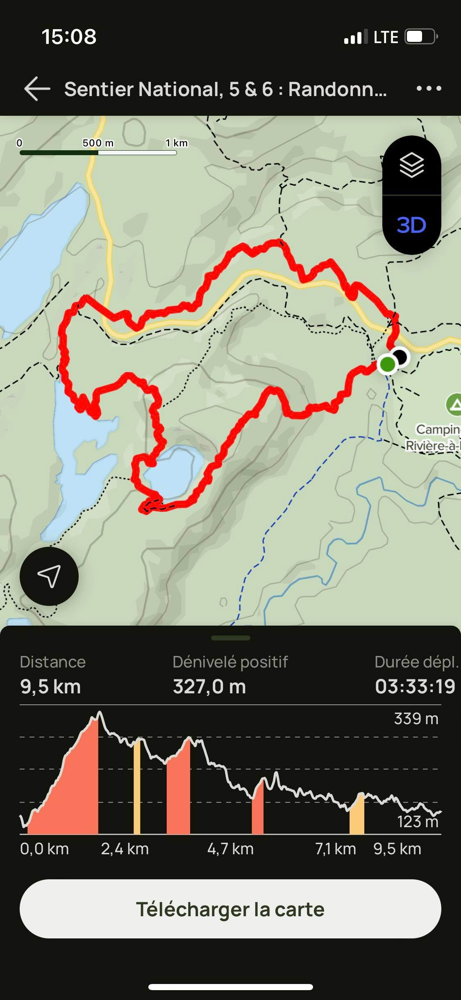 15:08
LTE
Sentier National, 5 & 6 : Randonn...
0 500 m 1 km
3D
Campin
Rivière-à-
Distance Dénivelé positif Durée dépl.
9,5 km 327,0 m 03:33:19
339 m
123 m
0,0 km 2,4 km 4,7 km 7,1 km 9,5 km
Télécharger la carte